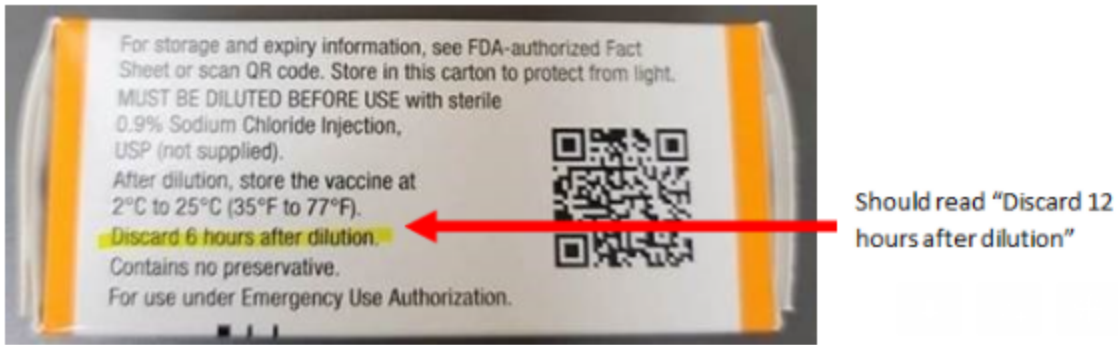 For storage and expiry information, see FDA-authorized Fact
Sheet or scan QR code. Store in this carton to protect from light.
MUST BE DILUTED BEFORE USE with sterile
0.9% Sodium Chloride Injection,
USP (not supplied).
After dilution, store the vaccine at
2°C to 25°C (35°F to 77°F).
Discard 6 hours after dilution.
Contains no preservative.
For use under Emergency Use Authorization.
Should read “Discard 12
hours after dilution”